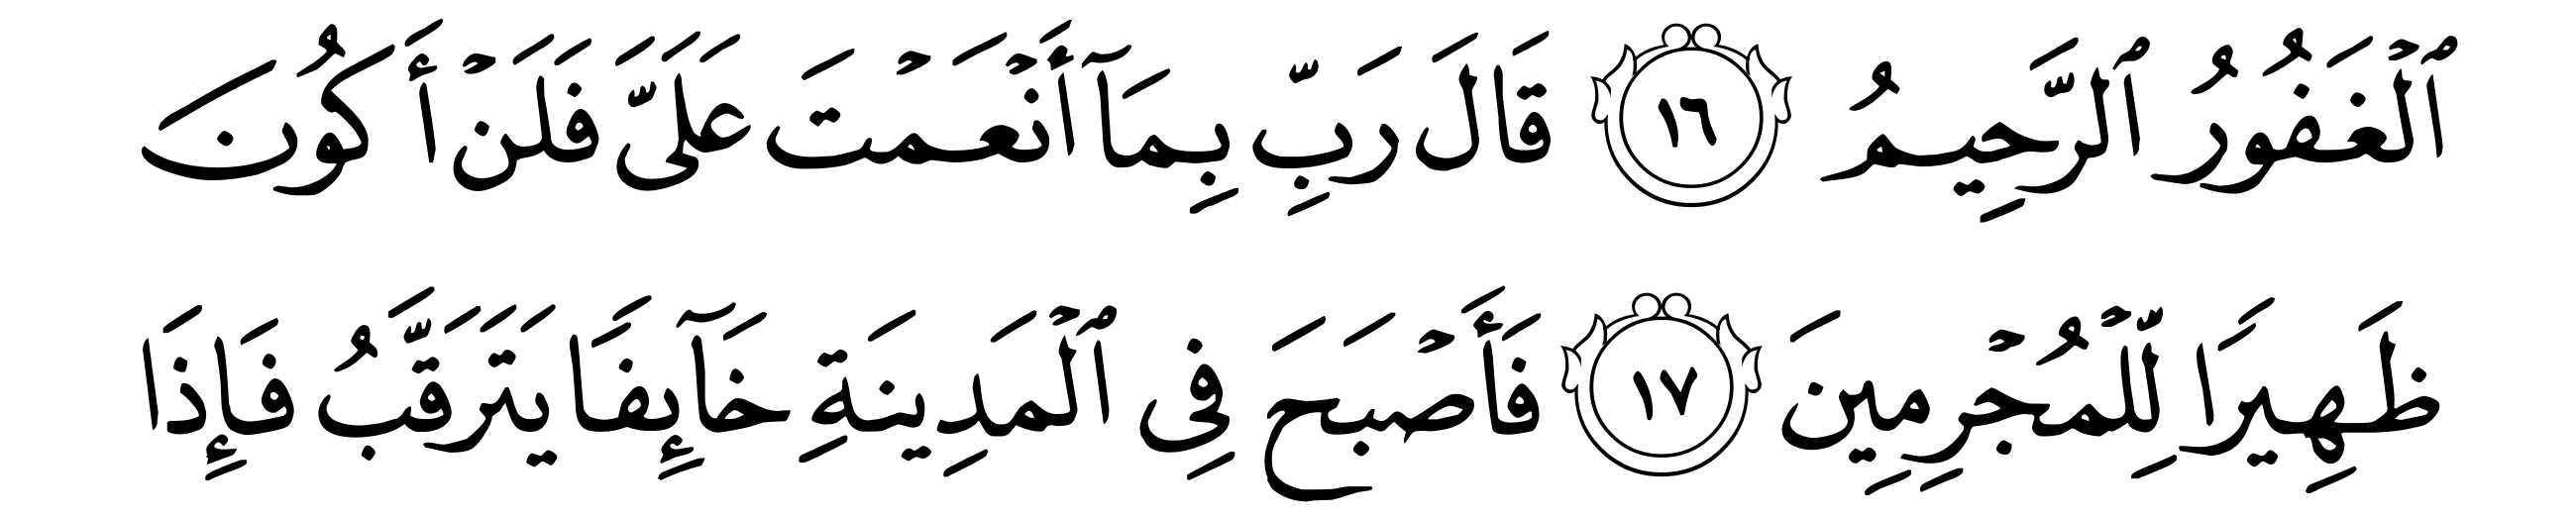 ٱلۡغَفُورُ ٱلرَّحِيمُ ١٦ قَالَ رَبِّ بِمَآ أَنۡعَمۡتَ عَلَيَّ فَلَنۡ أَكُونَ
ظَهِيرًا لِّلۡمُجۡرِمِينَ ١٧ فَأَصۡبَحَ فِي ٱلۡمَدِينَةِ خَآئِفًا يَتَرَقَّبُ فَإِذَا